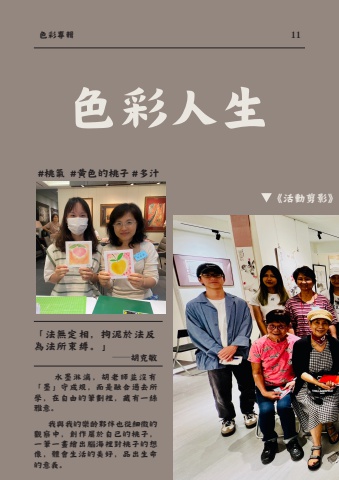 色彩專輯
11
色彩人生
#桃氣 #黃色的桃子 #多汁
▼《活動剪影》
「法無定相，拘泥於法反
為法所束縛。」
——胡克敏
水墨淋漓，胡老師並沒有
「墨」守成規，而是融會過去所
學，在自由的筆劃裡，藏有一絲
雅意。
我與我的樂齡夥伴也從細微的
觀察中，創作屬於自己的桃子，
一筆一畫繪出腦海裡對桃子的想
像，體會生活的美好，品出生命
的意義。